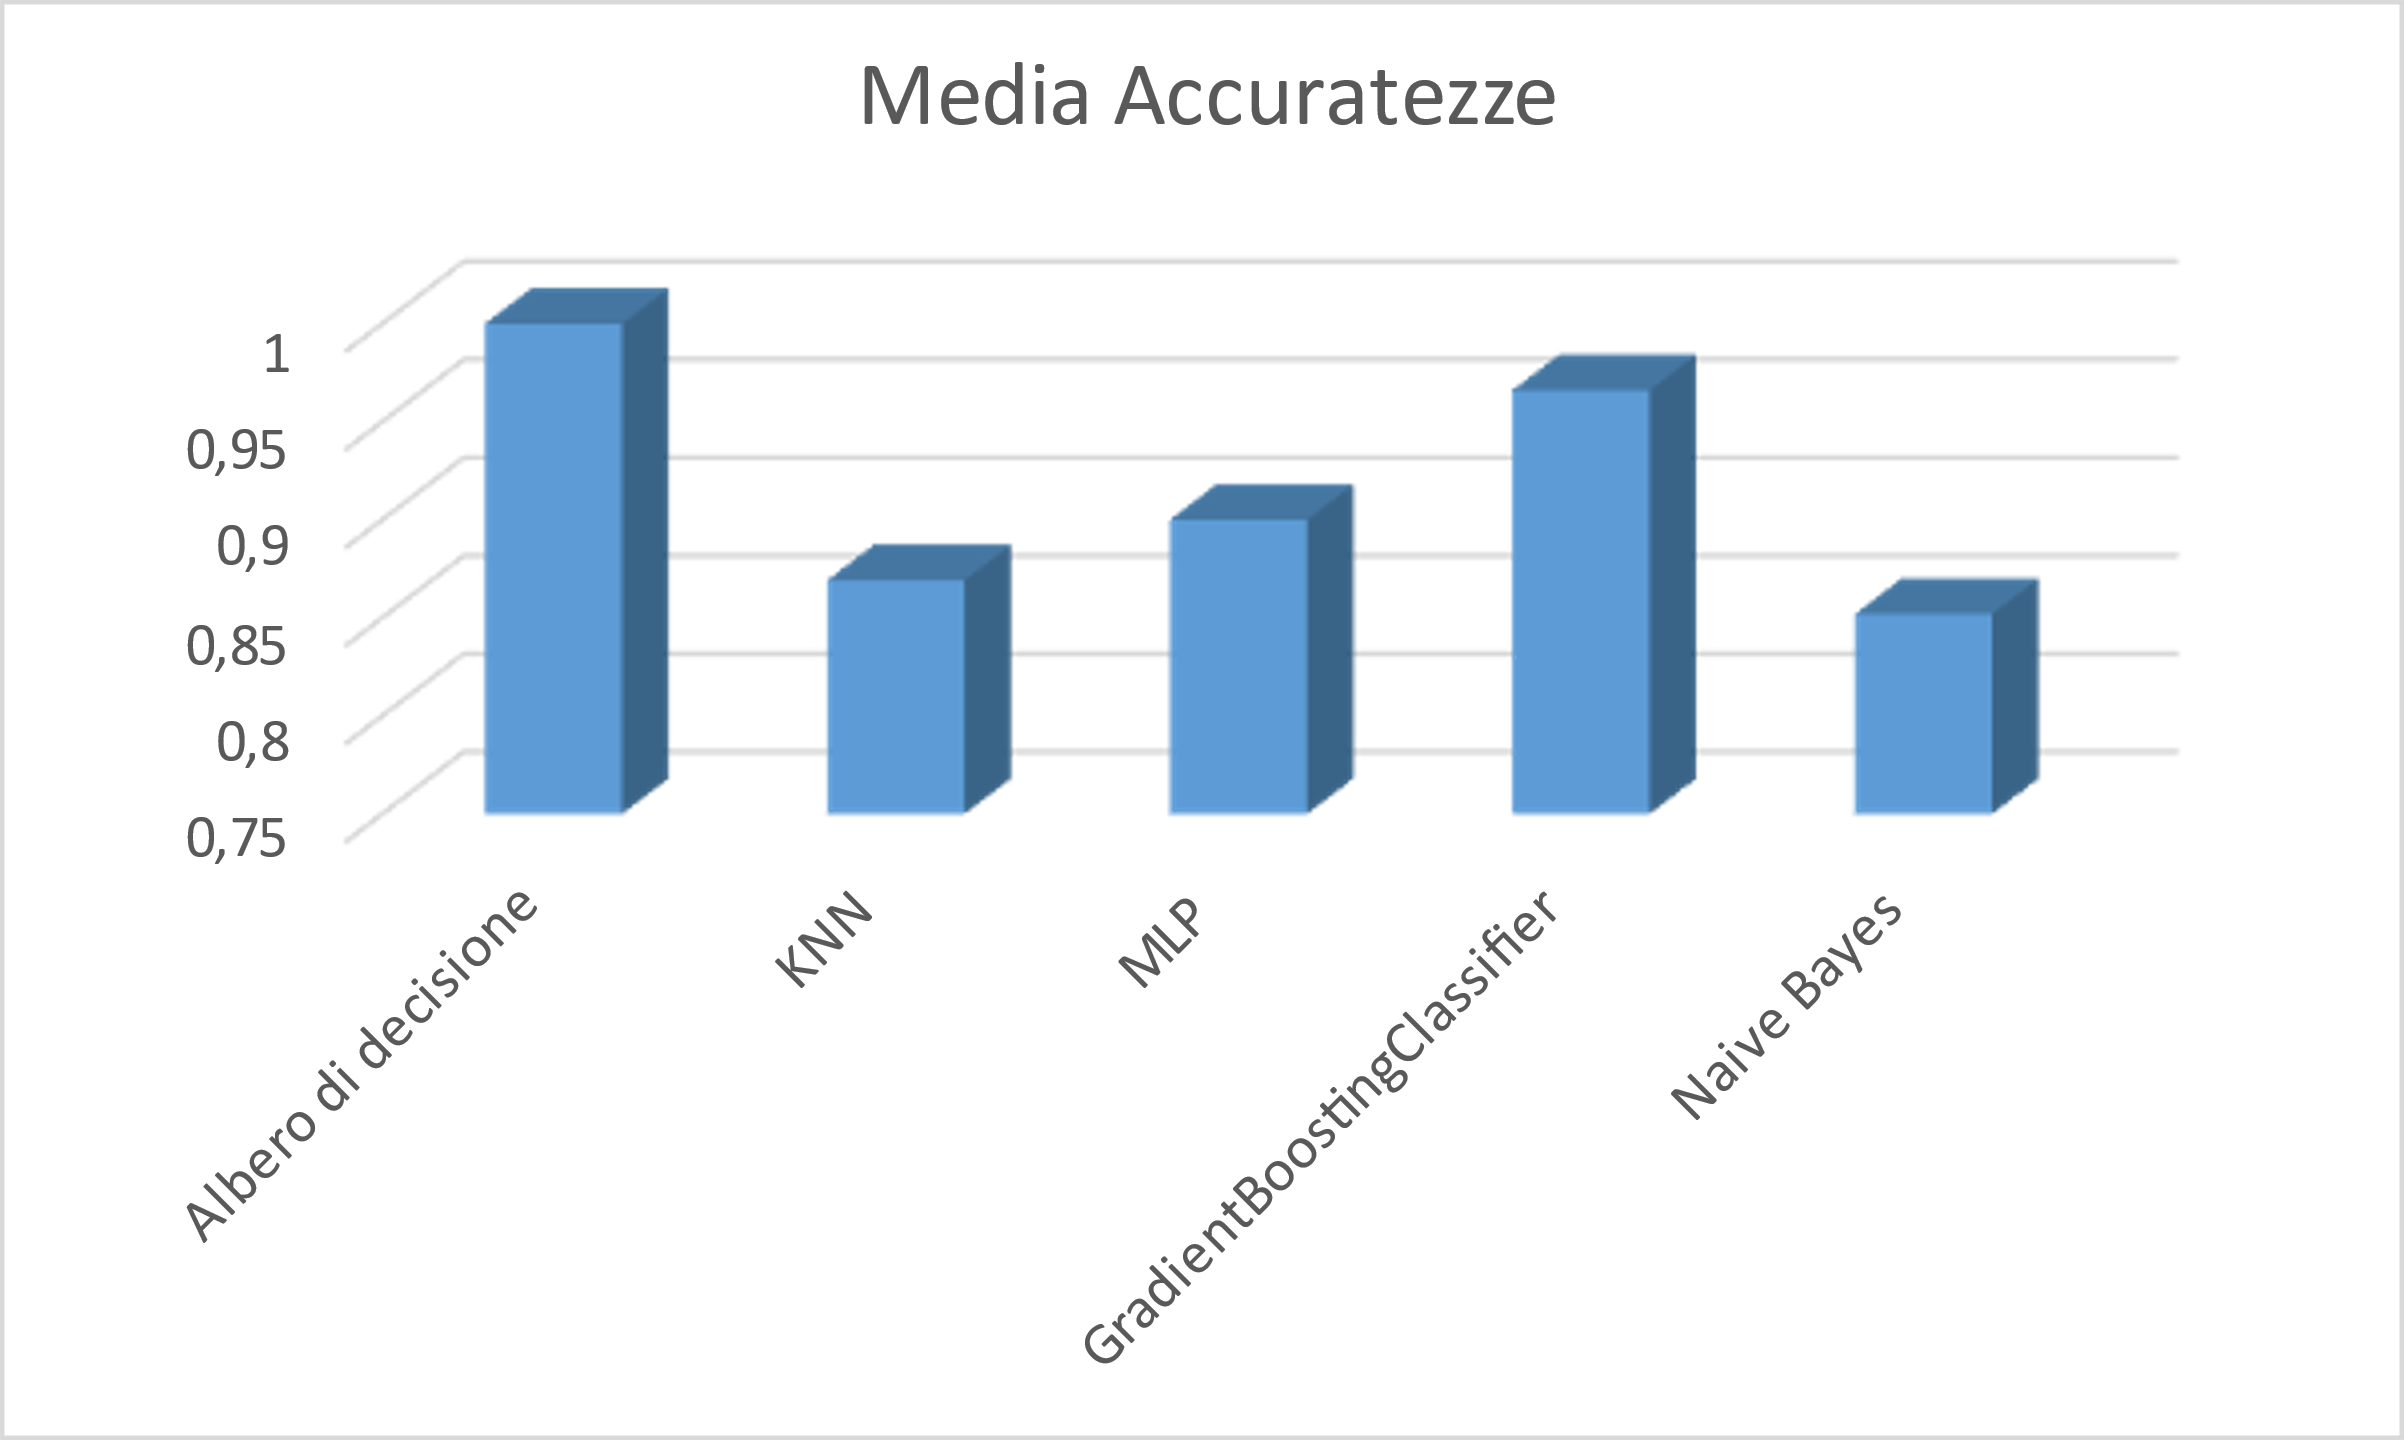 Media Accuratezze
1
0,95
0,9
0,85
0,8
0,75
Albero di decisione
KNN
MLP
GradientBoostingClassifier
Naive Bayes